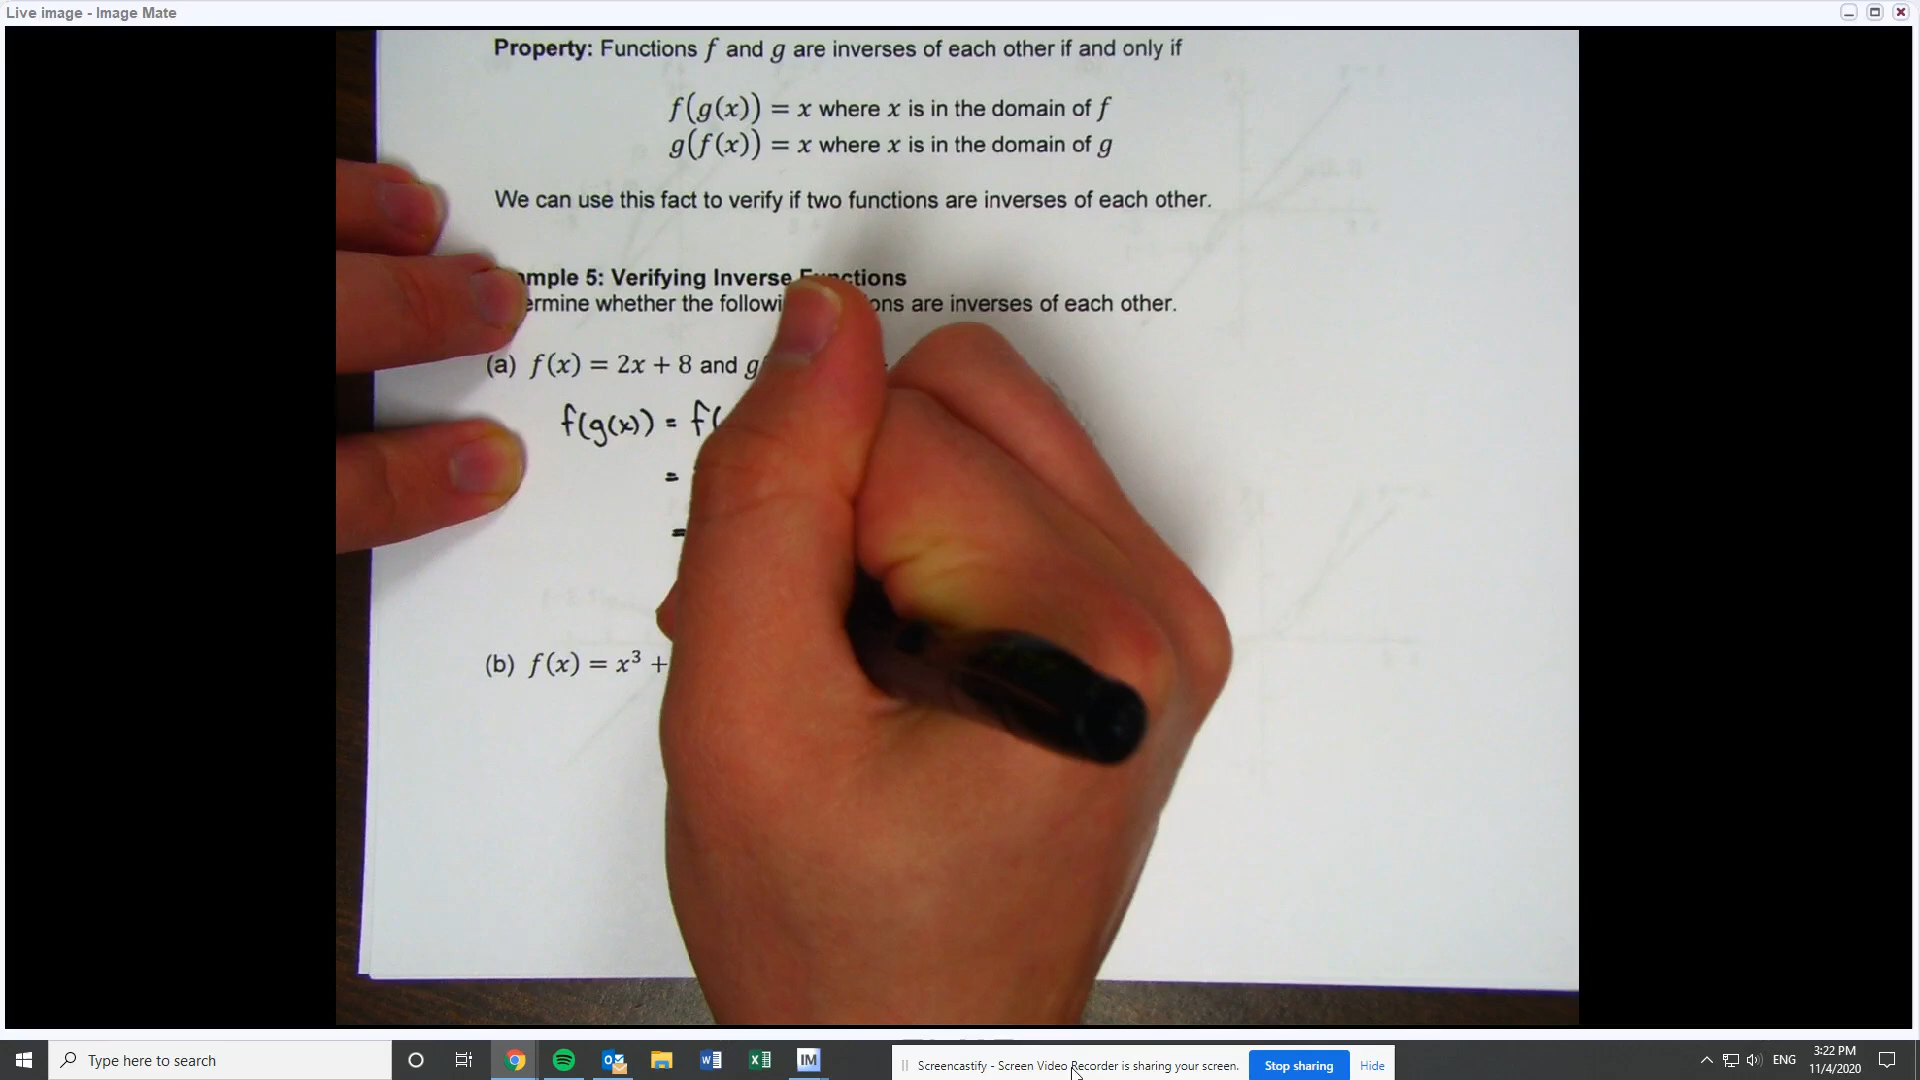 Live image - Image Mate
Property: Functions f and g are inverses of each other if and only if
f(g(x)) = x where x is in the domain of f
g(f(x)) = x where x is in the domain of g
We can use this fact to verify if two functions are inverses of each other.
mple 5: Verifying Inverse Functions
ermine whether the followi ons are inverses of each other.
(a) f(x) = 2x + 8 and g
f(g(x)) = f(
=
=
(b) f(x) = x³ +
Type here to search
Screencastify - Screen Video Recorder is sharing your screen.
Stop sharing
Hide
ENG
3:22 PM
11/4/2020